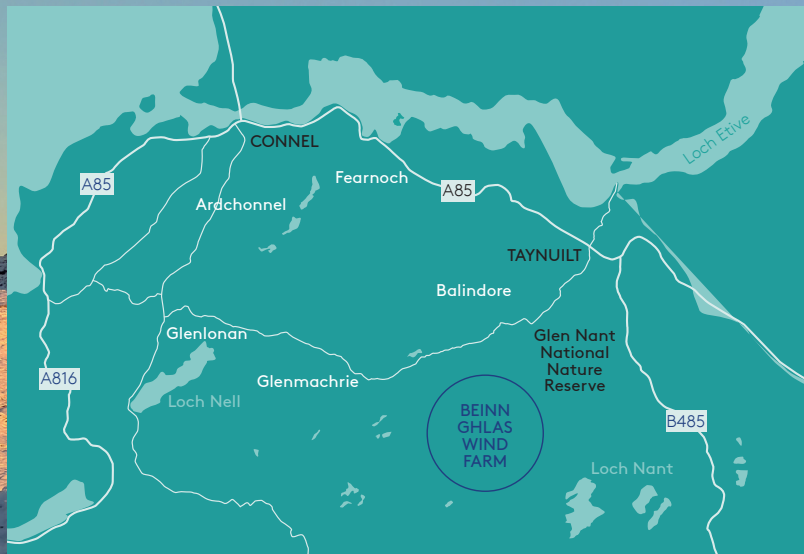 Loch Etive
CONNEL
Fearnoch
A85
A85
Ardchonnel
TAYNUILT
Balindore
Glenlonan
Glen Nant
National
Nature
Reserve
A816
Glenmachrie
Loch Nell
BEINN
GHLAS
WIND
FARM
B485
Loch Nant